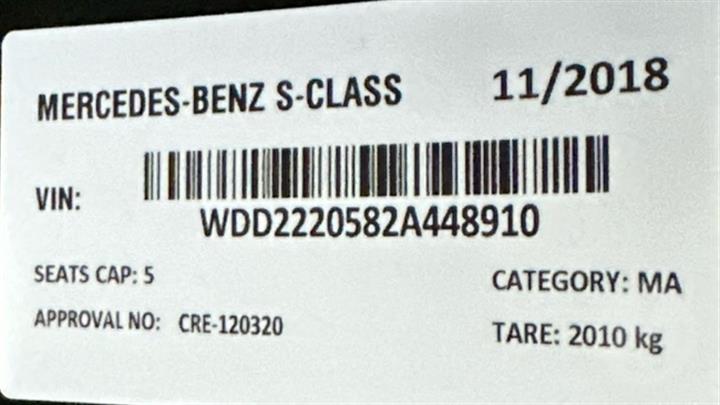 MERCEDES-BENZ S-CLASS 11/2018
VIN:
WDD2220582A448910
SEATS CAP: 5 CATEGORY: MA
APPROVAL NO: CRE-120320 TARE: 2010 kg